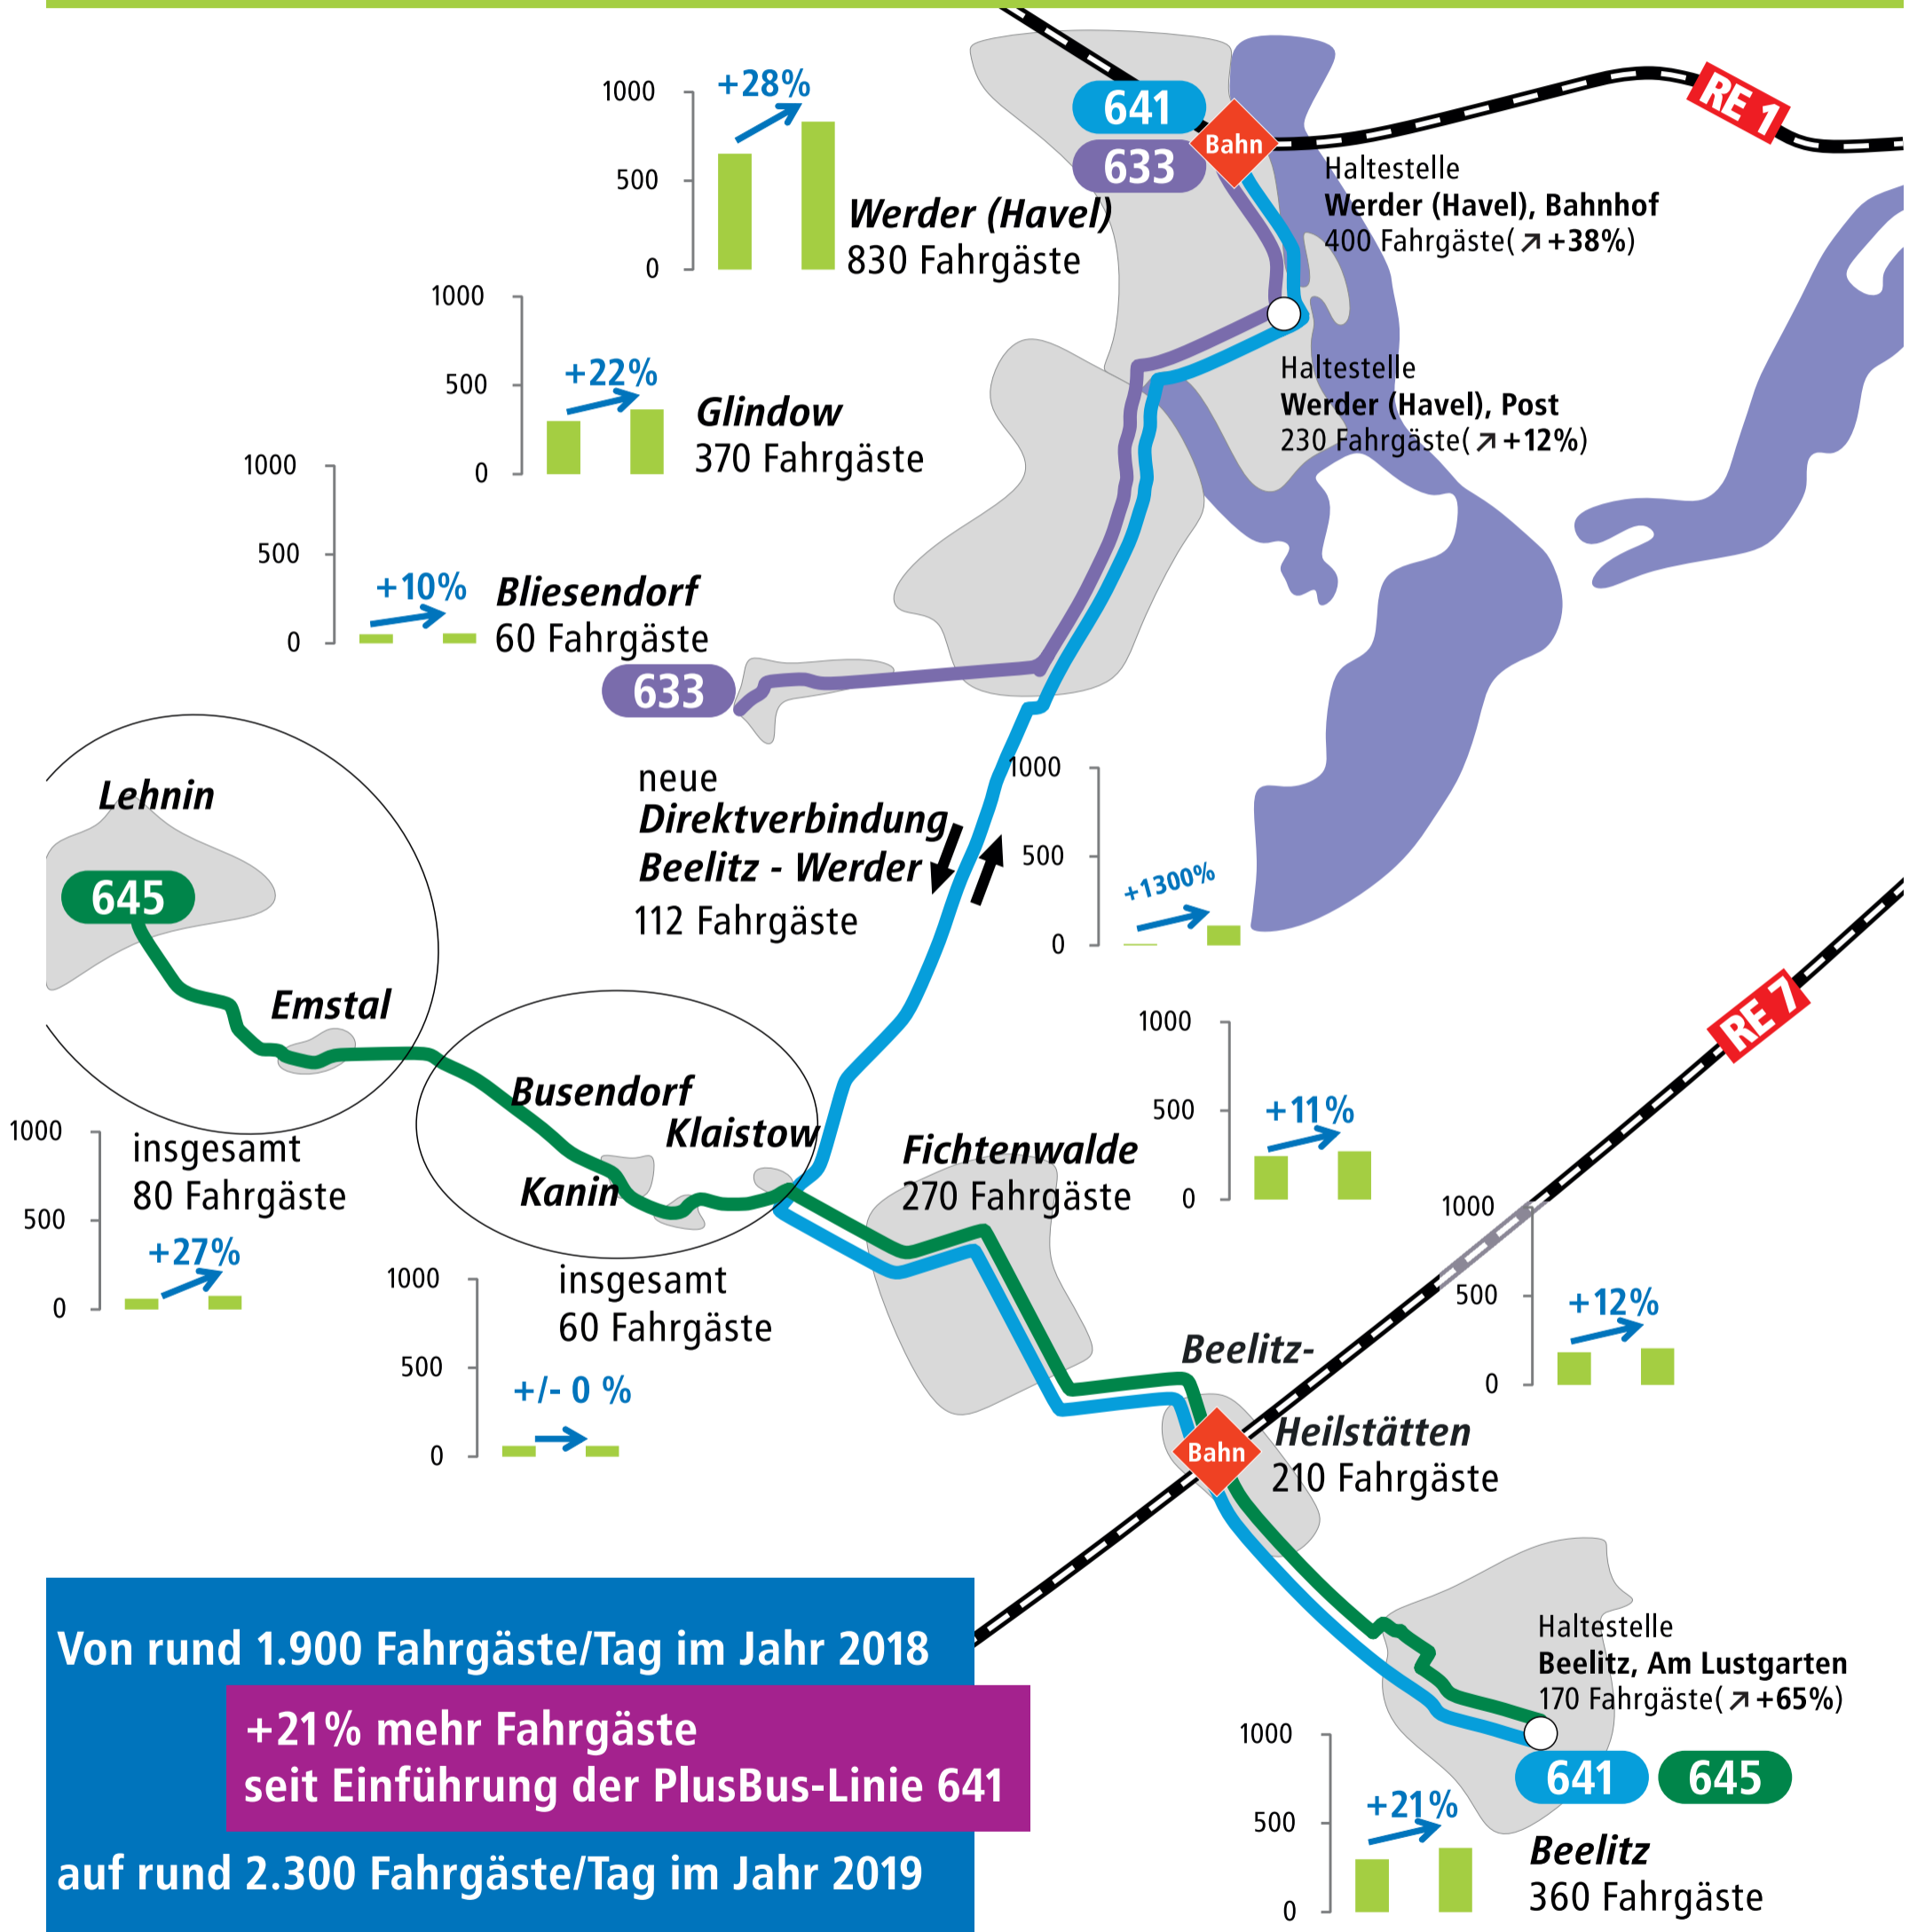 RE 1
641
633
Bahn
Haltestelle
Werder (Havel), Bahnhof
400 Fahrgäste(↗+38%)
1000
500
0
+28%
Werder (Havel)
830 Fahrgäste
Haltestelle
Werder (Havel), Post
230 Fahrgäste(↗+12%)
1000
500
0
+22%
Glindow
370 Fahrgäste
1000
500
0
+10%
Bliesendorf
60 Fahrgäste
633
neue
Direktverbindung
Beelitz - Werder
112 Fahrgäste
1000
500
0
+1300%
Lehnin
645
Emstal
insgesamt
80 Fahrgäste
1000
500
0
+27%
Busendorf
Klaistow
Kanin
insgesamt
60 Fahrgäste
1000
500
0
+/- 0 %
Fichtenwalde
270 Fahrgäste
1000
500
0
+11%
RE 7
1000
500
0
+12%
Beelitz-
Heilstätten
210 Fahrgäste
Bahn
Haltestelle
Beelitz, Am Lustgarten
170 Fahrgäste(↗+65%)
641
645
1000
500
0
+21%
Beelitz
360 Fahrgäste
Von rund 1.900 Fahrgäste/Tag im Jahr 2018
+21% mehr Fahrgäste
seit Einführung der PlusBus-Linie 641
auf rund 2.300 Fahrgäste/Tag im Jahr 2019